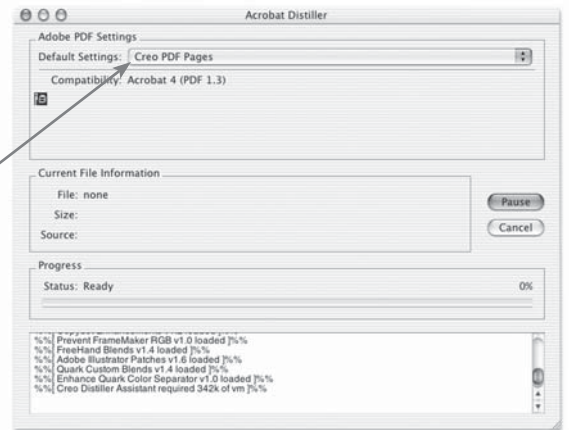 Acrobat Distiller
Adobe PDF Settings
Default Settings: Creo PDF Pages
Compatibility: Acrobat 4 (PDF 1.3)
Current File Information
File: none
Size:
Source:
Pause
Cancel
Progress
Status: Ready 0%
loaded ]%%
%%[ Prevent FrameMaker RGB v1.0 loaded ]%%
%%[ FreeHand Blends v1.4 loaded ]%%
%%[ Adobe Illustrator Patches v1.6 loaded ]%%
%%[ Quark Custom Blends v1.4 loaded ]%%
%%[ Enhance Quark Color Separator v1.0 loaded ]%%
%%[ Creo Distiller Assistant required 342k of vm ]%%